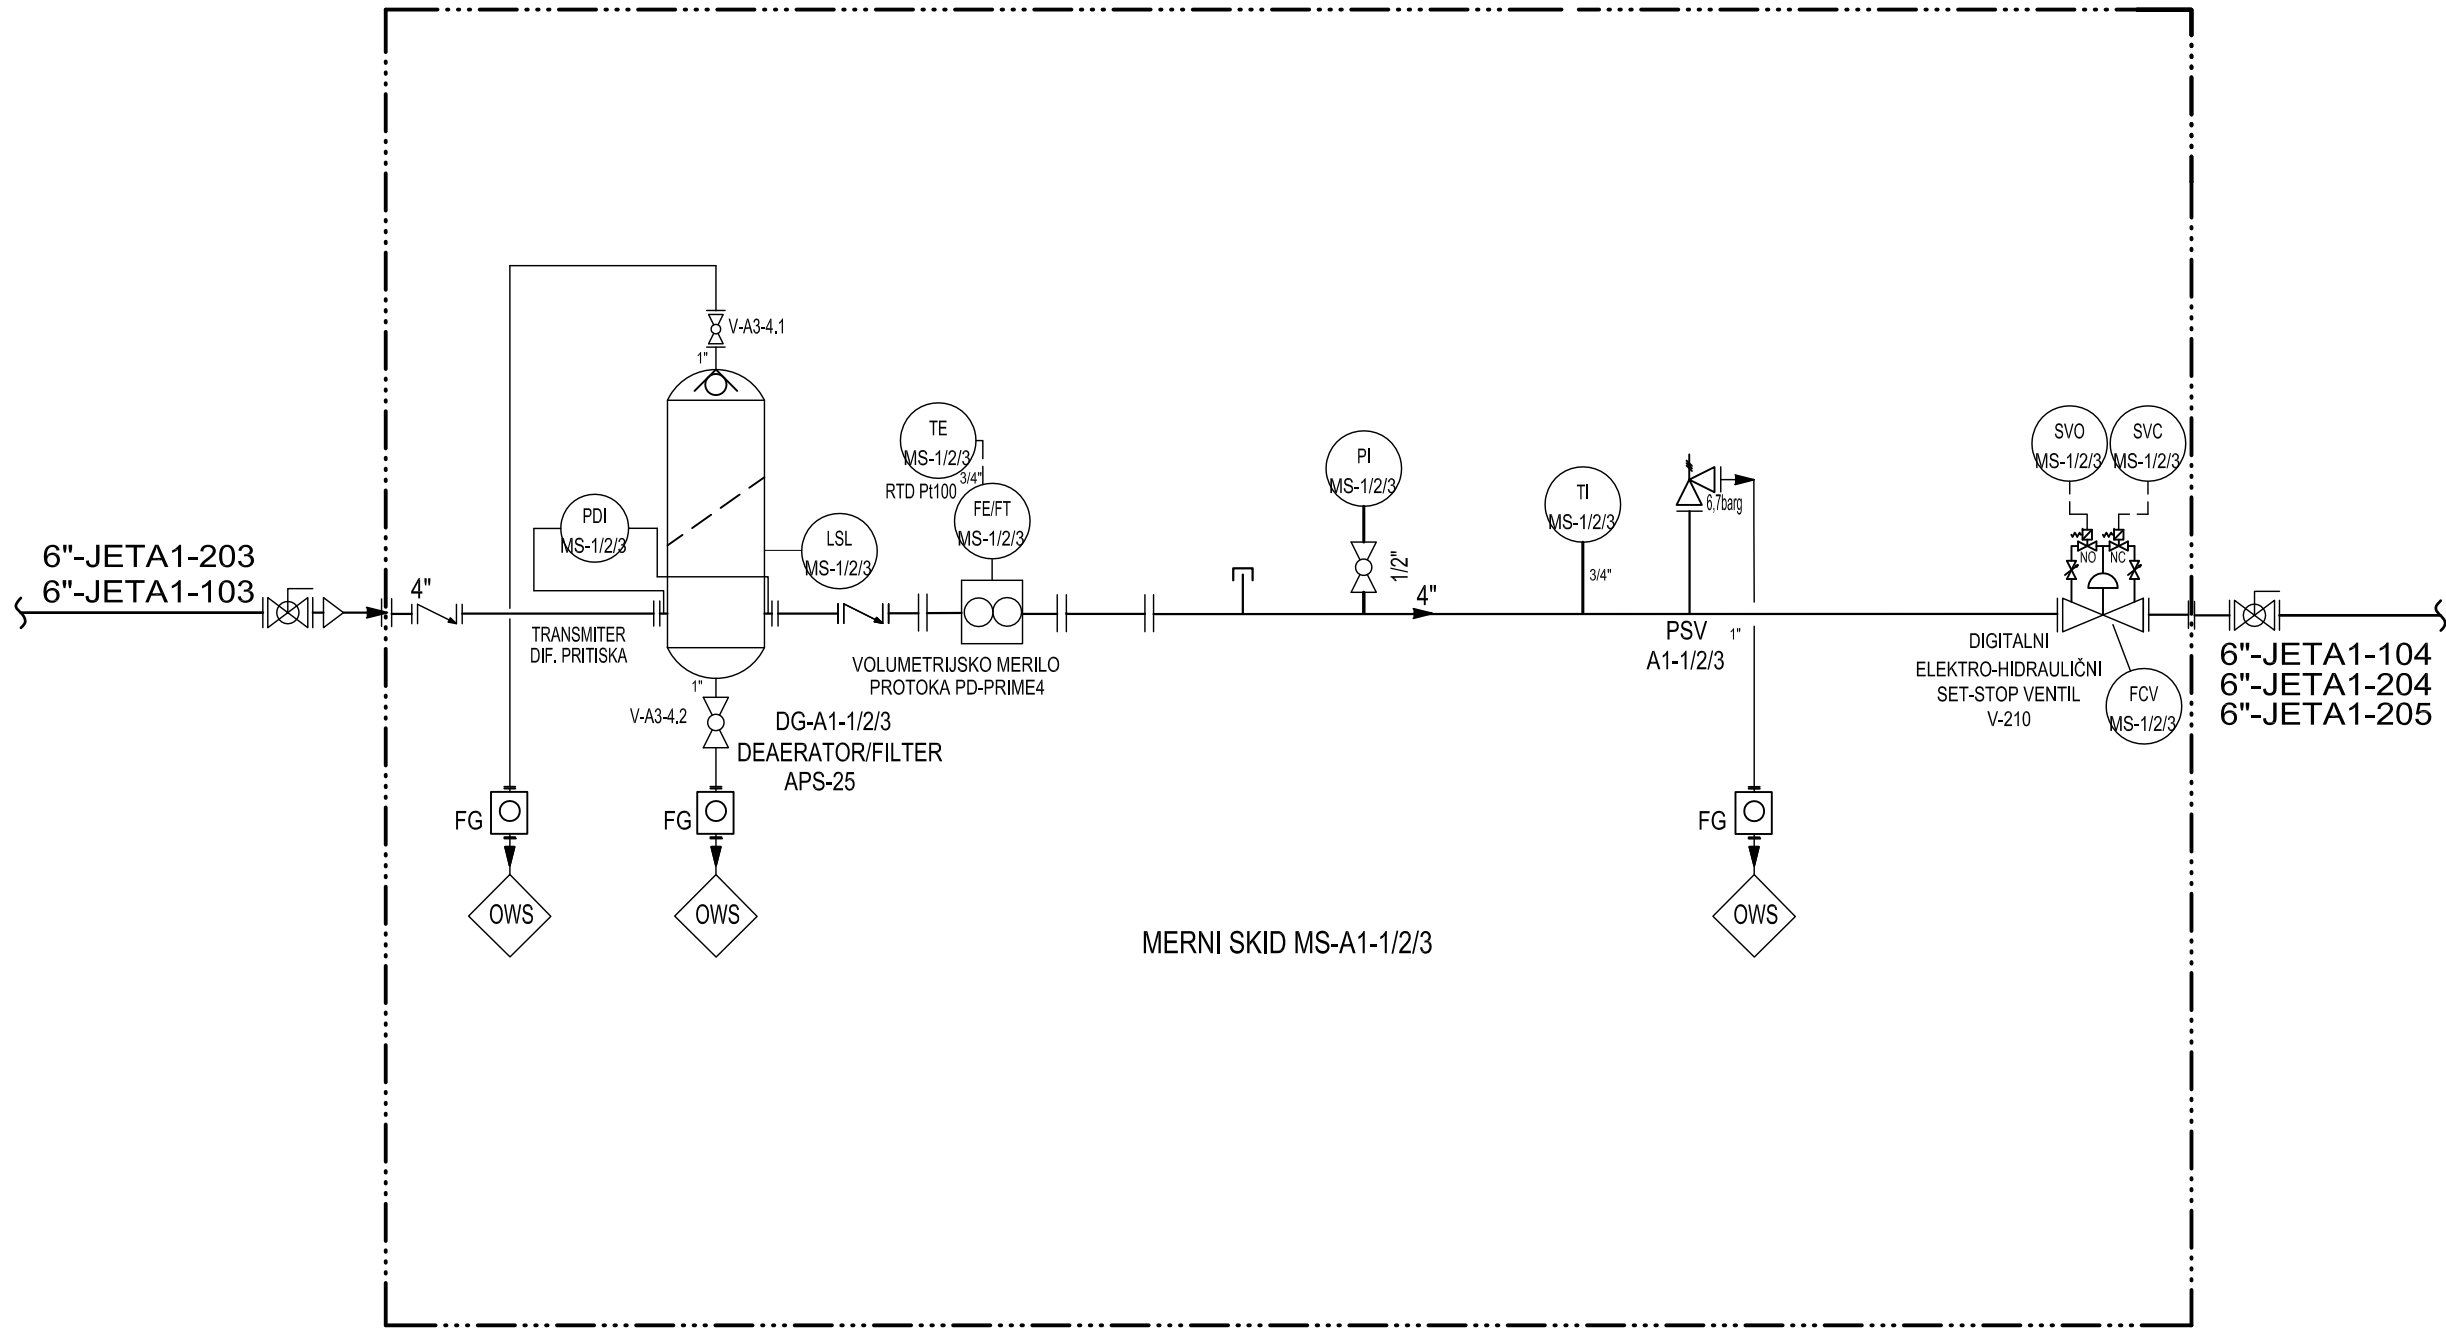 6"-JETA1-203
6"-JETA1-103
4"
V-A3-4.1
1"
PDI
MS-1/2/3
TRANSMITER
DIF. PRITISKA
LSL
MS-1/2/3
TE
MS-1/2/3
RTD Pt100
3/4"
FE/FT
MS-1/2/3
VOLUMETRIJSKO MERILO
PROTOKA PD-PRIME4
1"
V-A3-4.2
DG-A1-1/2/3
DEAERATOR/FILTER
APS-25
FG
OWS
FG
OWS
PI
MS-1/2/3
1/2"
4"
TI
MS-1/2/3
3/4"
6,7barg
PSV
A1-1/2/3
1"
FG
OWS
SVO
MS-1/2/3
SVC
MS-1/2/3
NO
NC
DIGITALNI
ELEKTRO-HIDRAULIČNI
SET-STOP VENTIL
V-210
FCV
MS-1/2/3
6"-JETA1-104
6"-JETA1-204
6"-JETA1-205
MERNI SKID MS-A1-1/2/3